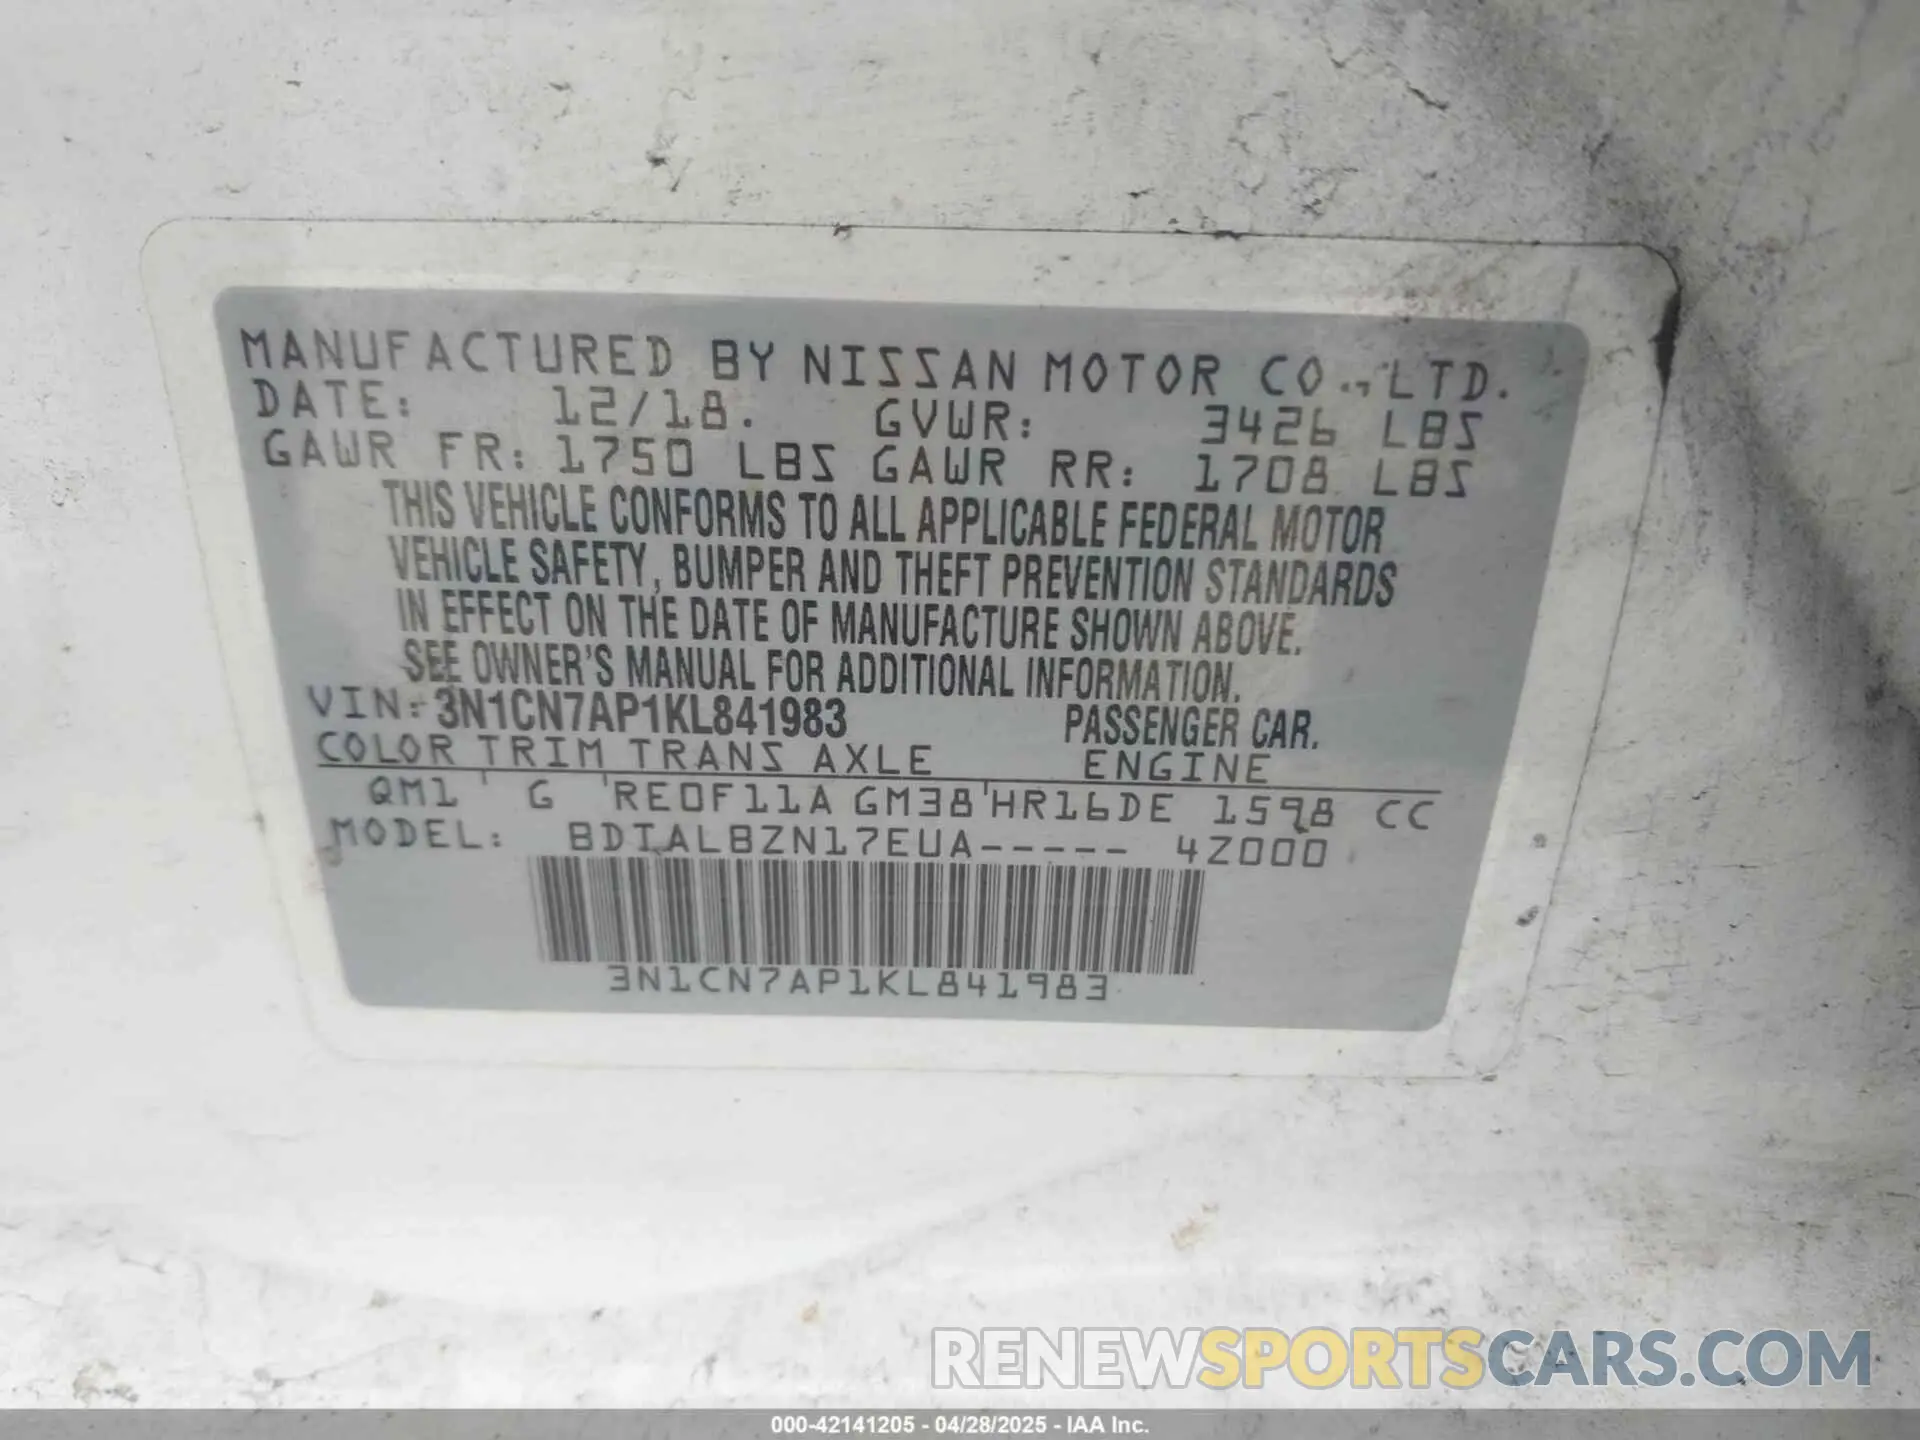 MANUFACTURED BY NISSAN MOTOR CO., LTD.
DATE: 12/18. GVWR: 3426 LBS
GAWR FR: 1750 LBS GAWR RR: 1708 LBS
THIS VEHICLE CONFORMS TO ALL APPLICABLE FEDERAL MOTOR
VEHICLE SAFETY, BUMPER AND THEFT PREVENTION STANDARDS
IN EFFECT ON THE DATE OF MANUFACTURE SHOWN ABOVE.
SEE OWNER'S MANUAL FOR ADDITIONAL INFORMATION.
VIN: 3N1CN7AP1KL841983 PASSENGER CAR.
COLOR TRIM TRANS AXLE ENGINE
QM1 ' G 'RE0F11A GM38'HR16DE 1598 CC
MODEL: BDTALBZN17EUA----- 4Z000
3N1CN7AP1KL841983
RENEWSPORTSCARS.COM
000-42141205 - 04/28/2025 - IAA Inc.